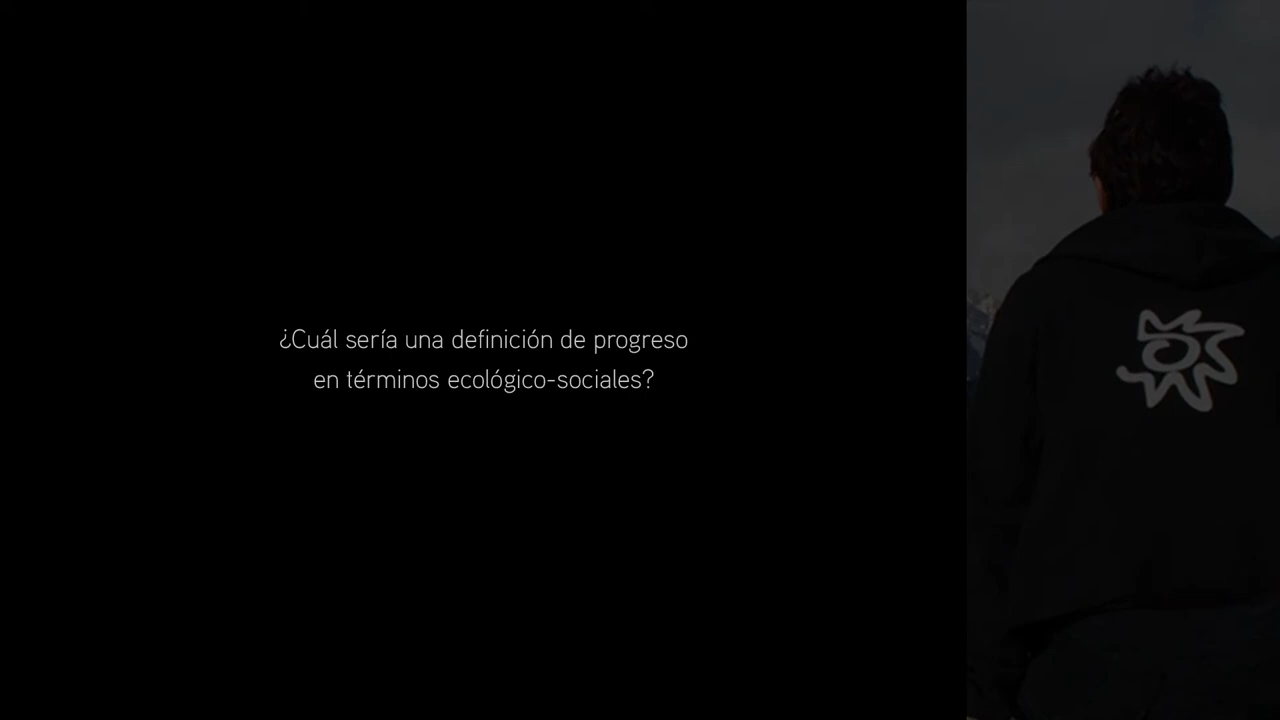 ¿Cuál sería una definición de progreso
en términos ecológico-sociales?